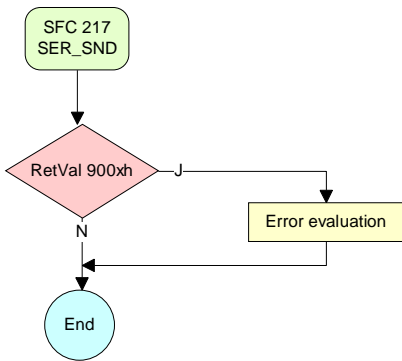 SFC 217
SER_SND
RetVal 900xh
J
Error evaluation
N
End